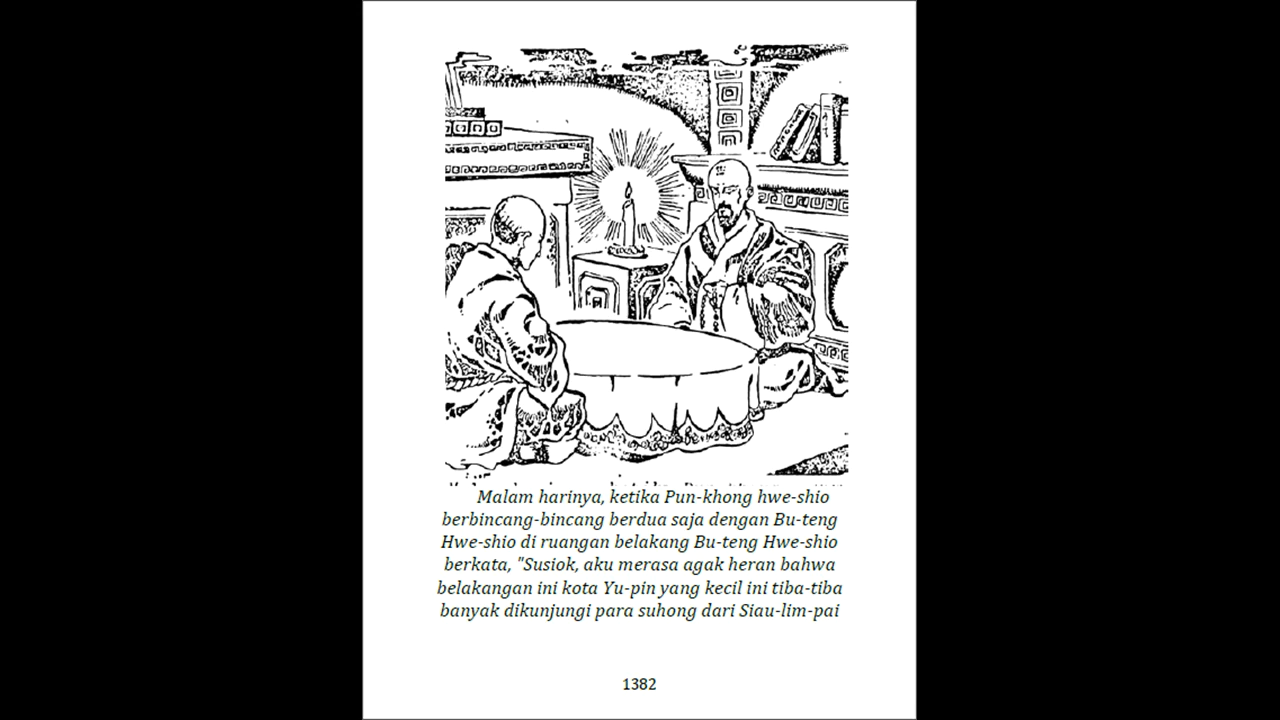 Malam harinya, ketika Pun-khong hwe-shio
berbincang-bincang berdua saja dengan Bu-teng
Hwe-shio di ruangan belakang Bu-teng Hwe-shio
berkata, "Susiok, aku merasa agak heran bahwa
belakangan ini kota Yu-pin yang kecil ini tiba-tiba
banyak dikunjungi para suhong dari Siau-lim-pai
1382